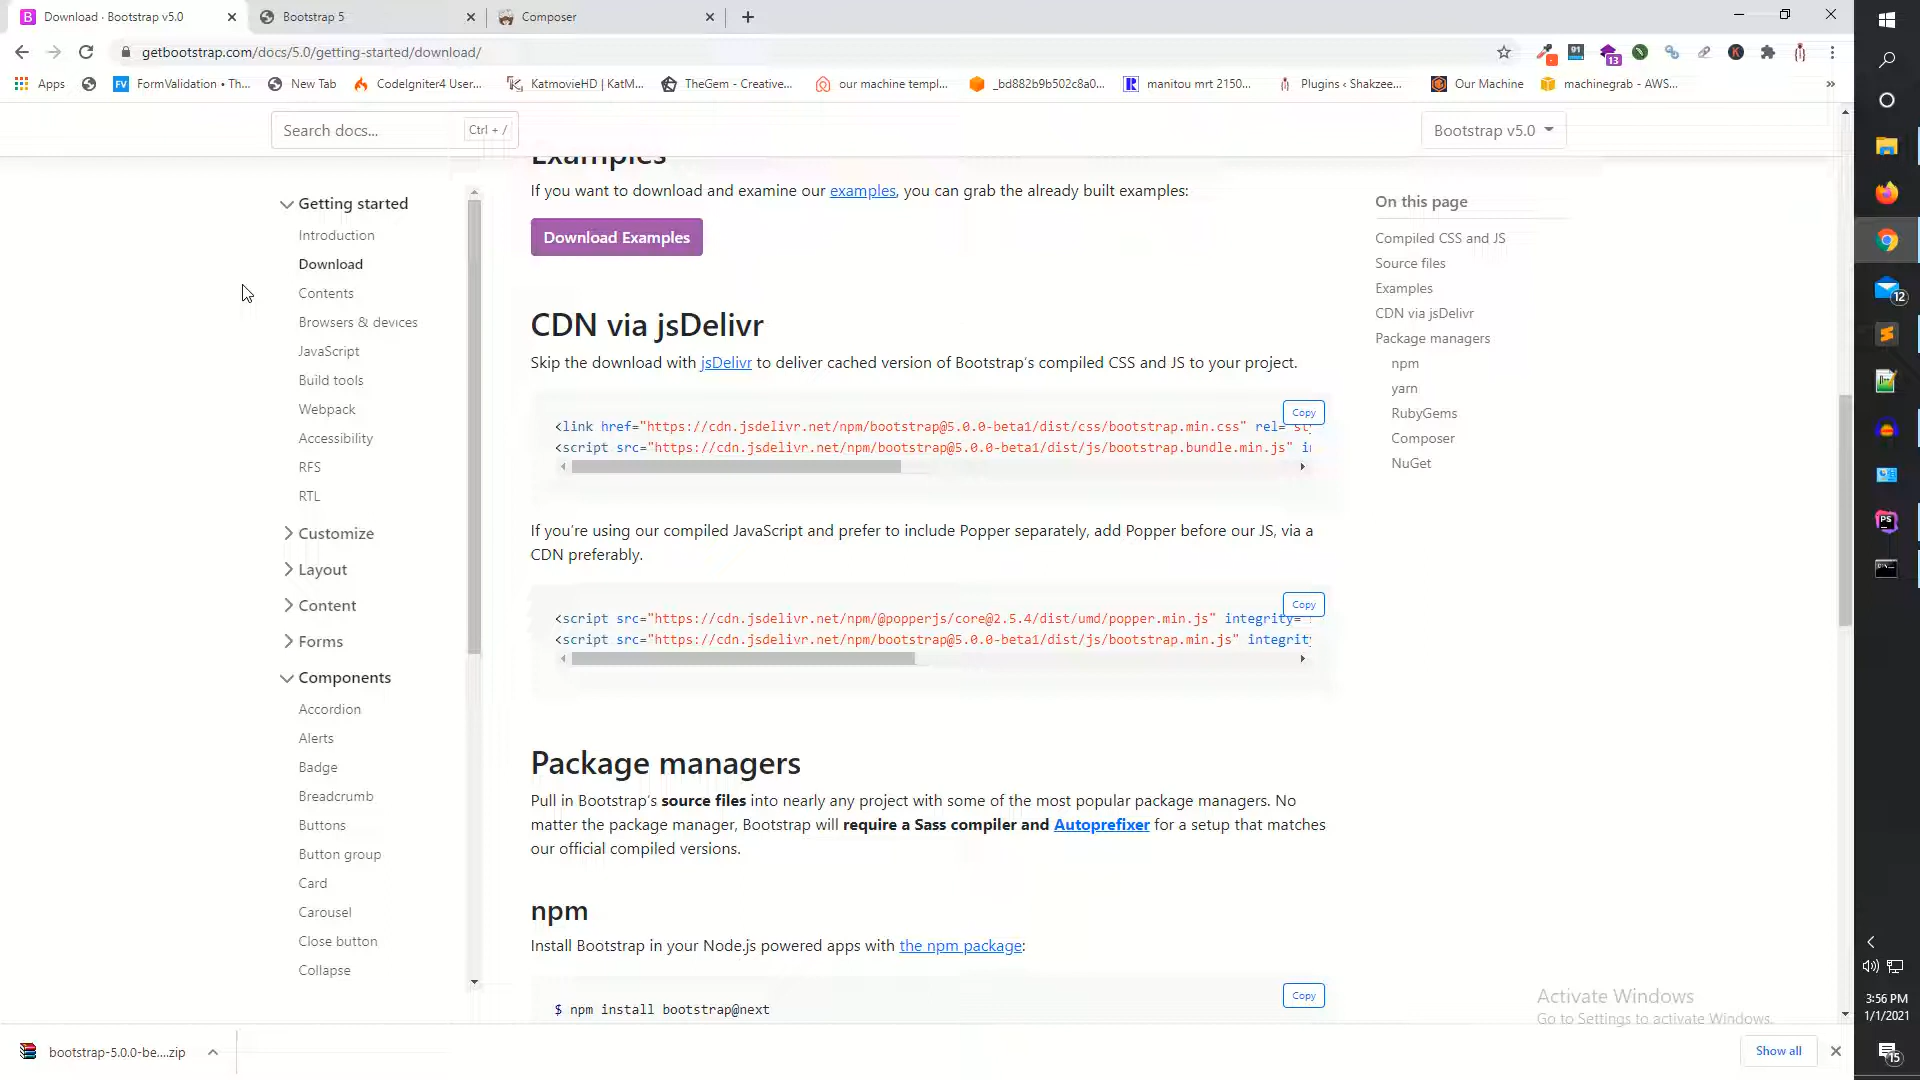 Download · Bootstrap v5.0
Bootstrap 5
Composer
getbootstrap.com/docs/5.0/getting-started/download/
91
13
Apps
FormValidation • Th...
New Tab
CodeIgniter4 User...
KatmovieHD | KatM...
TheGem - Creative...
our machine templ...
_bd882b9b502c8a0...
manitou mrt 2150...
Plugins ‹ Shakzee...
Our Machine
machinegrab - AWS...
»
Search docs...
Ctrl + /
Bootstrap v5.0
Getting started
Introduction
Download
Contents
Browsers & devices
JavaScript
Build tools
Webpack
Accessibility
RFS
RTL
Customize
Layout
Content
Forms
Components
Accordion
Alerts
Badge
Breadcrumb
Buttons
Button group
Card
Carousel
Close button
Collapse
Examples
If you want to download and examine our examples, you can grab the already built examples:
Download Examples
CDN via jsDelivr
Skip the download with jsDelivr to deliver cached version of Bootstrap's compiled CSS and JS to your project.
Copy
<link href="https://cdn.jsdelivr.net/npm/bootstrap@5.0.0-beta1/dist/css/bootstrap.min.css" rel="sty
<script src="https://cdn.jsdelivr.net/npm/bootstrap@5.0.0-beta1/dist/js/bootstrap.bundle.min.js" in
If you're using our compiled JavaScript and prefer to include Popper separately, add Popper before our JS, via a
CDN preferably.
Copy
<script src="https://cdn.jsdelivr.net/npm/@popperjs/core@2.5.4/dist/umd/popper.min.js" integrity=
<script src="https://cdn.jsdelivr.net/npm/bootstrap@5.0.0-beta1/dist/js/bootstrap.min.js" integrity
Package managers
Pull in Bootstrap's source files into nearly any project with some of the most popular package managers. No
matter the package manager, Bootstrap will require a Sass compiler and Autoprefixer for a setup that matches
our official compiled versions.
npm
Install Bootstrap in your Node.js powered apps with the npm package:
Copy
$ npm install bootstrap@next
On this page
Compiled CSS and JS
Source files
Examples
CDN via jsDelivr
Package managers
npm
yarn
RubyGems
Composer
NuGet
Activate Windows
Go to Settings to activate Windows.
bootstrap-5.0.0-be....zip
Show all
12
PS
3:56 PM
1/1/2021
15